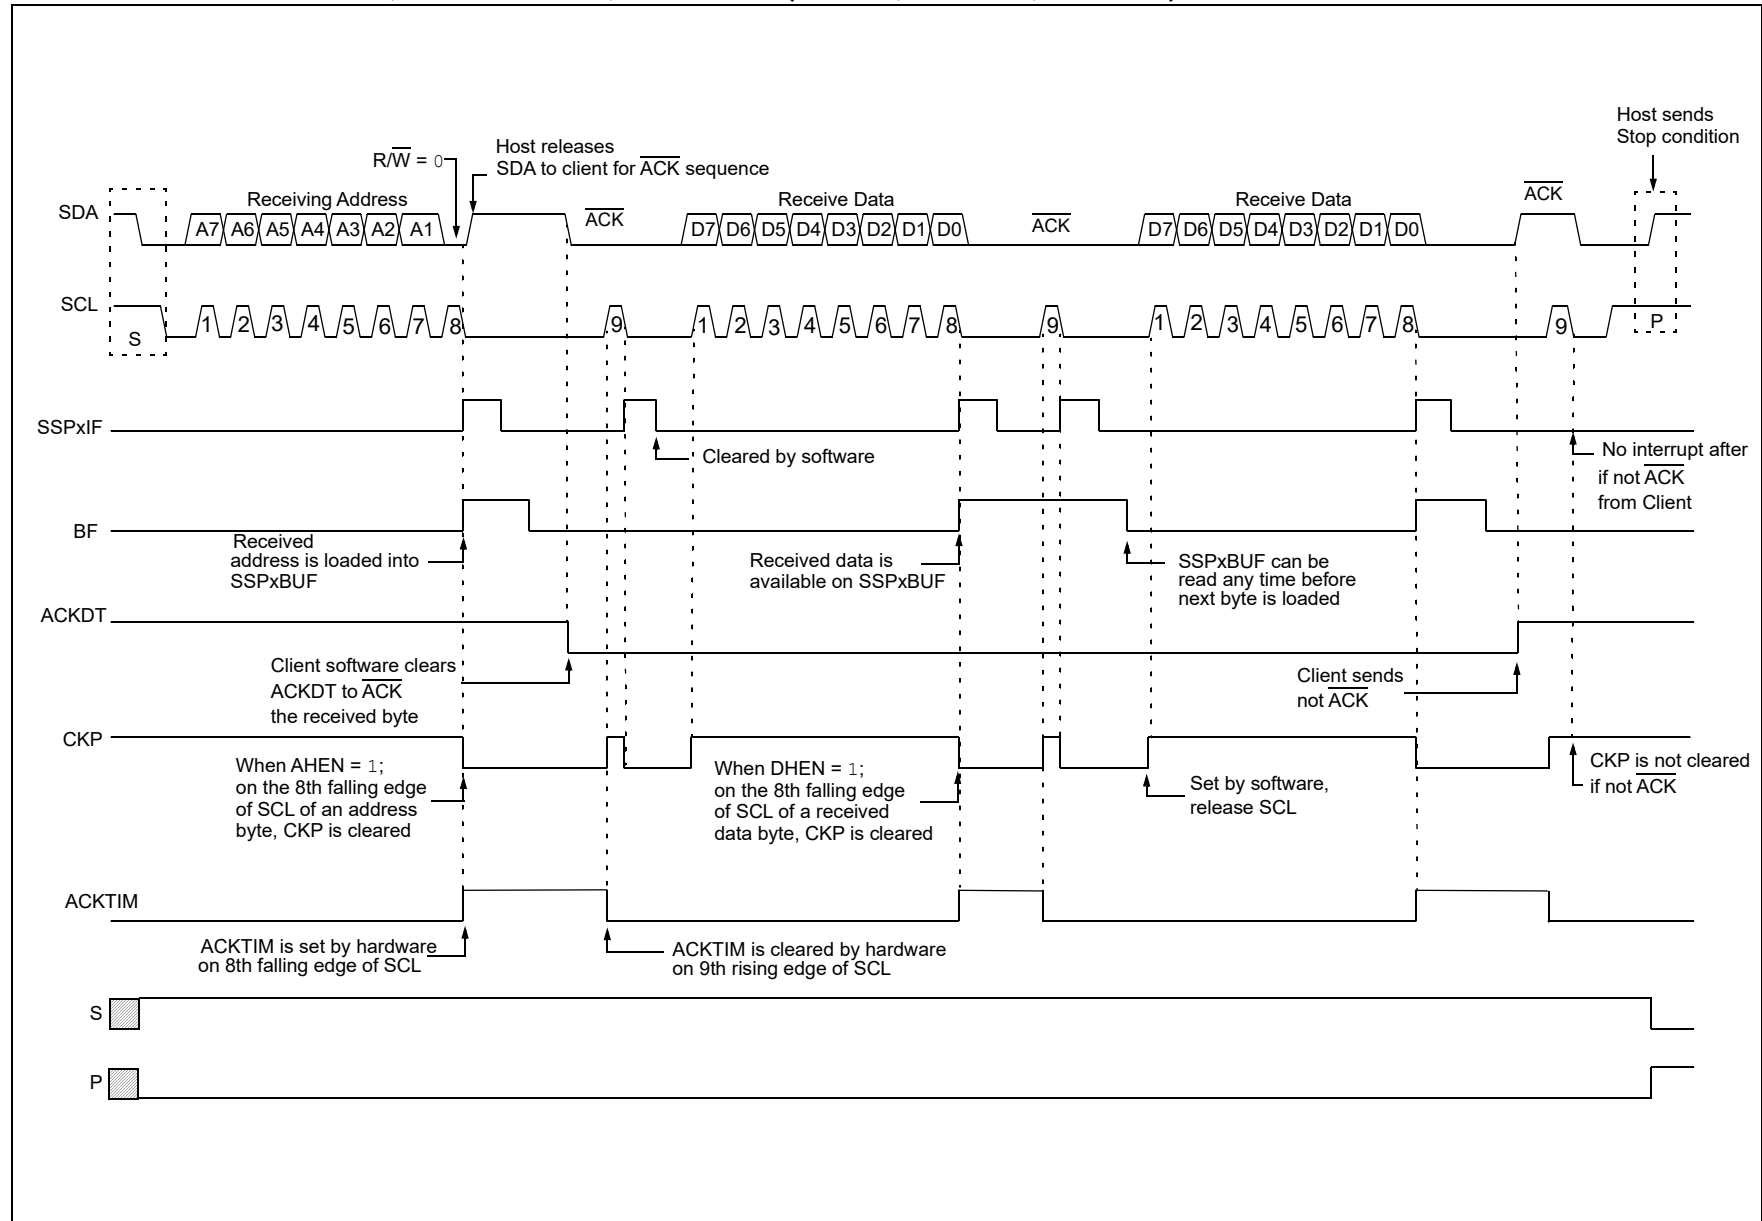 Host sends
Stop condition
Host releases
SDA to client for ACK sequence
R/W = 0
Receiving Address
ACK
Receive Data
ACK
Receive Data
ACK
SDA
A7 A6 A5 A4 A3 A2 A1
D7 D6 D5 D4 D3 D2 D1 D0
D7 D6 D5 D4 D3 D2 D1 D0
SCL
S
1 2 3 4 5 6 7 8 9
1 2 3 4 5 6 7 8 9
1 2 3 4 5 6 7 8 9
P
SSPxIF
Cleared by software
No interrupt after
if not ACK
from Client
BF
Received
address is loaded into
SSPxBUF
Received data is
available on SSPxBUF
SSPxBUF can be
read any time before
next byte is loaded
ACKDT
Client software clears
ACKDT to ACK
the received byte
Client sends
not ACK
CKP
When AHEN = 1;
on the 8th falling edge
of SCL of an address
byte, CKP is cleared
When DHEN = 1;
on the 8th falling edge
of SCL of a received
data byte, CKP is cleared
Set by software,
release SCL
CKP is not cleared
if not ACK
ACKTIM
ACKTIM is set by hardware
on 8th falling edge of SCL
ACKTIM is cleared by hardware
on 9th rising edge of SCL
S
P